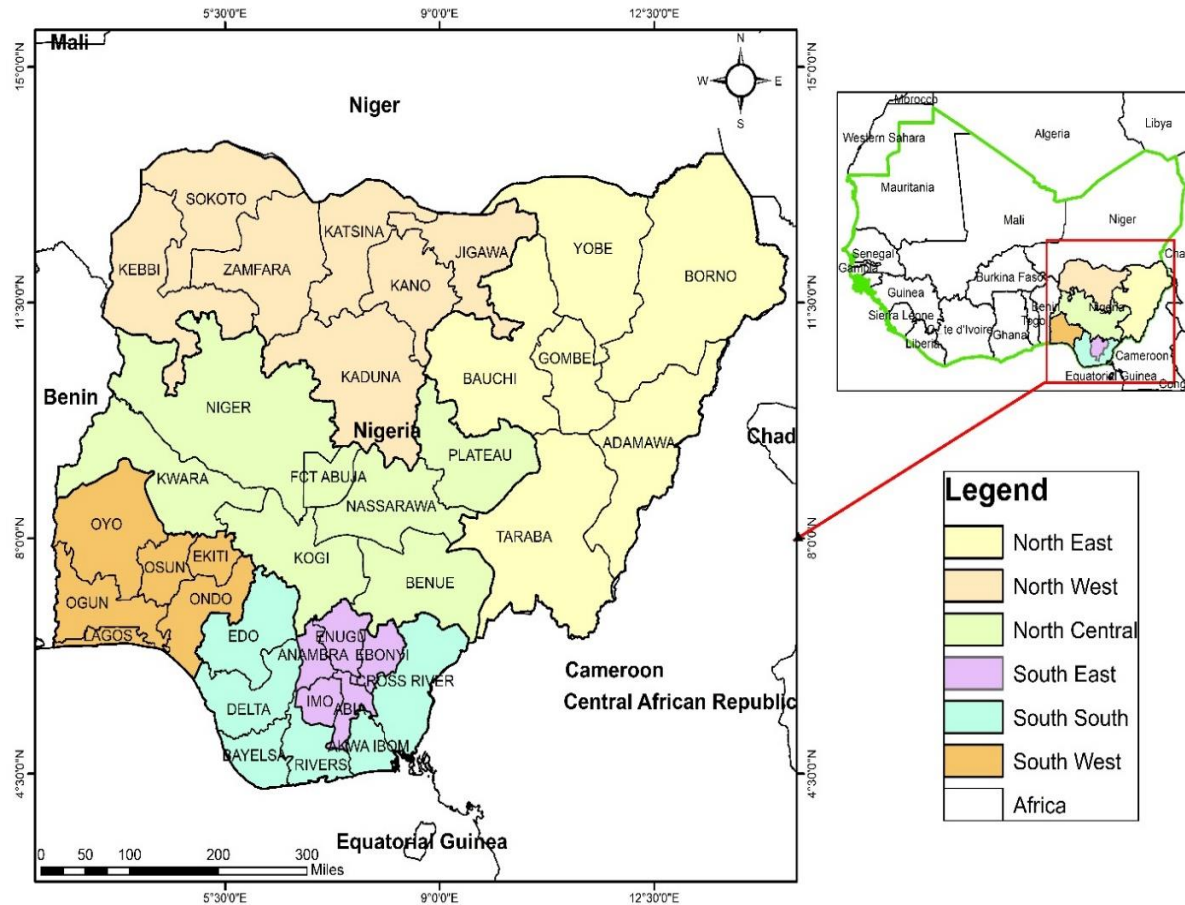 5°30'0"E 9°0'0"E 12°30'0"E
Mali
15°0'0"N
15°0'0"N
N
W E
S
Niger
SOKOTO
KATSINA
JIGAWA
YOBE
BORNO
KEBBI
ZAMFARA
KANO
11°30'0"N
11°30'0"N
GOMBE
KADUNA
BAUCHI
Benin
NIGER
Nigeria
ADAMAWA
Chad
PLATEAU
KWARA
FCT ABUJA
NASSARAWA
OYO
8°0'0"N
8°0'0"N
TARABA
OSUN
EKITI
KOGI
BENUE
OGUN
ONDO
LAGOS
EDO
ENUGU
ANAMBRA
EBONYI
Cameroon
CROSS RIVER
Central African Republic
IMO
ABIA
DELTA
BAYELSA
AKWA IBOM
RIVERS
4°30'0"N
4°30'0"N
Equatorial Guinea
0 50 100 200 300
Miles
5°30'0"E 9°0'0"E 12°30'0"E
Morocco
Libya
Western Sahara
Algeria
Mauritania
Mali
Niger
Senegal
Gambia
Cha
Burkina Faso
Guinea
Benin
Nigeria
Sierra Leone
Togo
te d'Ivoire
Ghana
Liberia
Cameroon
Equatorial Guinea
Cong
Legend
North East
North West
North Central
South East
South South
South West
Africa